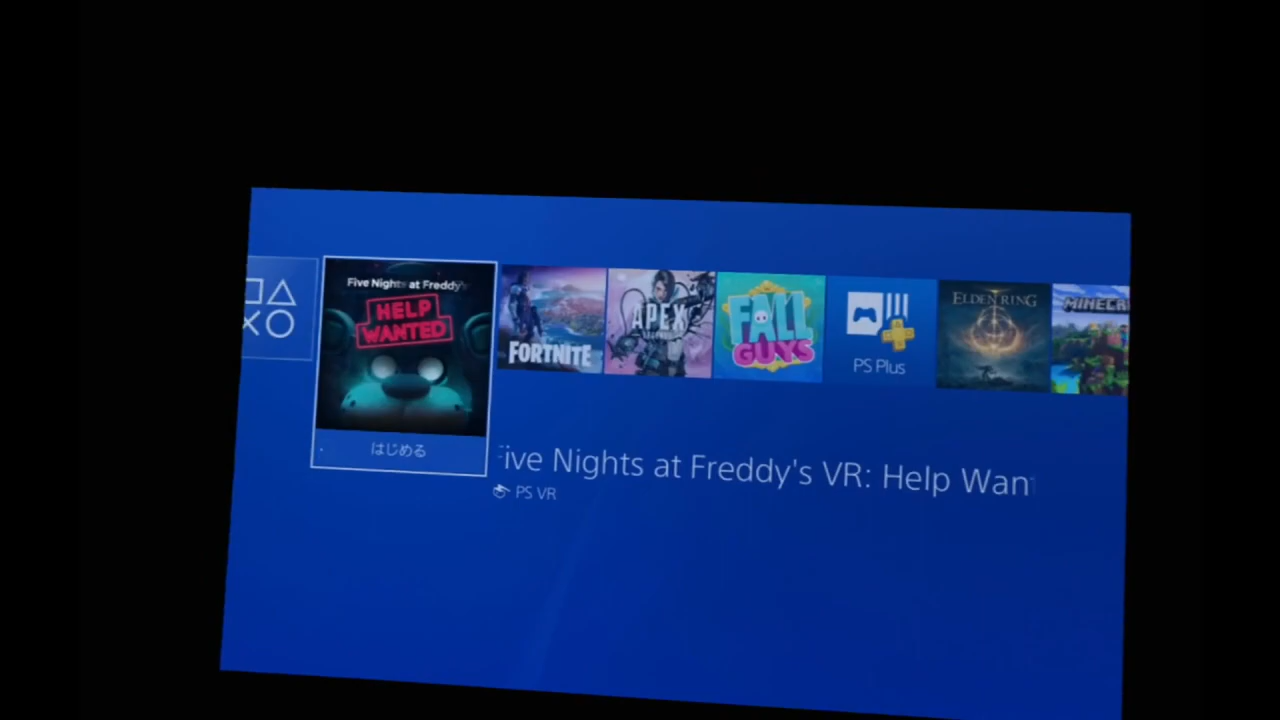 Five Nights at Freddy's
HELP
WANTED
はじめる
FORTNITE
APEX
FALL
GUYS
PS Plus
ELDEN RING
MINECR
ive Nights at Freddy's VR: Help Wan
PS VR